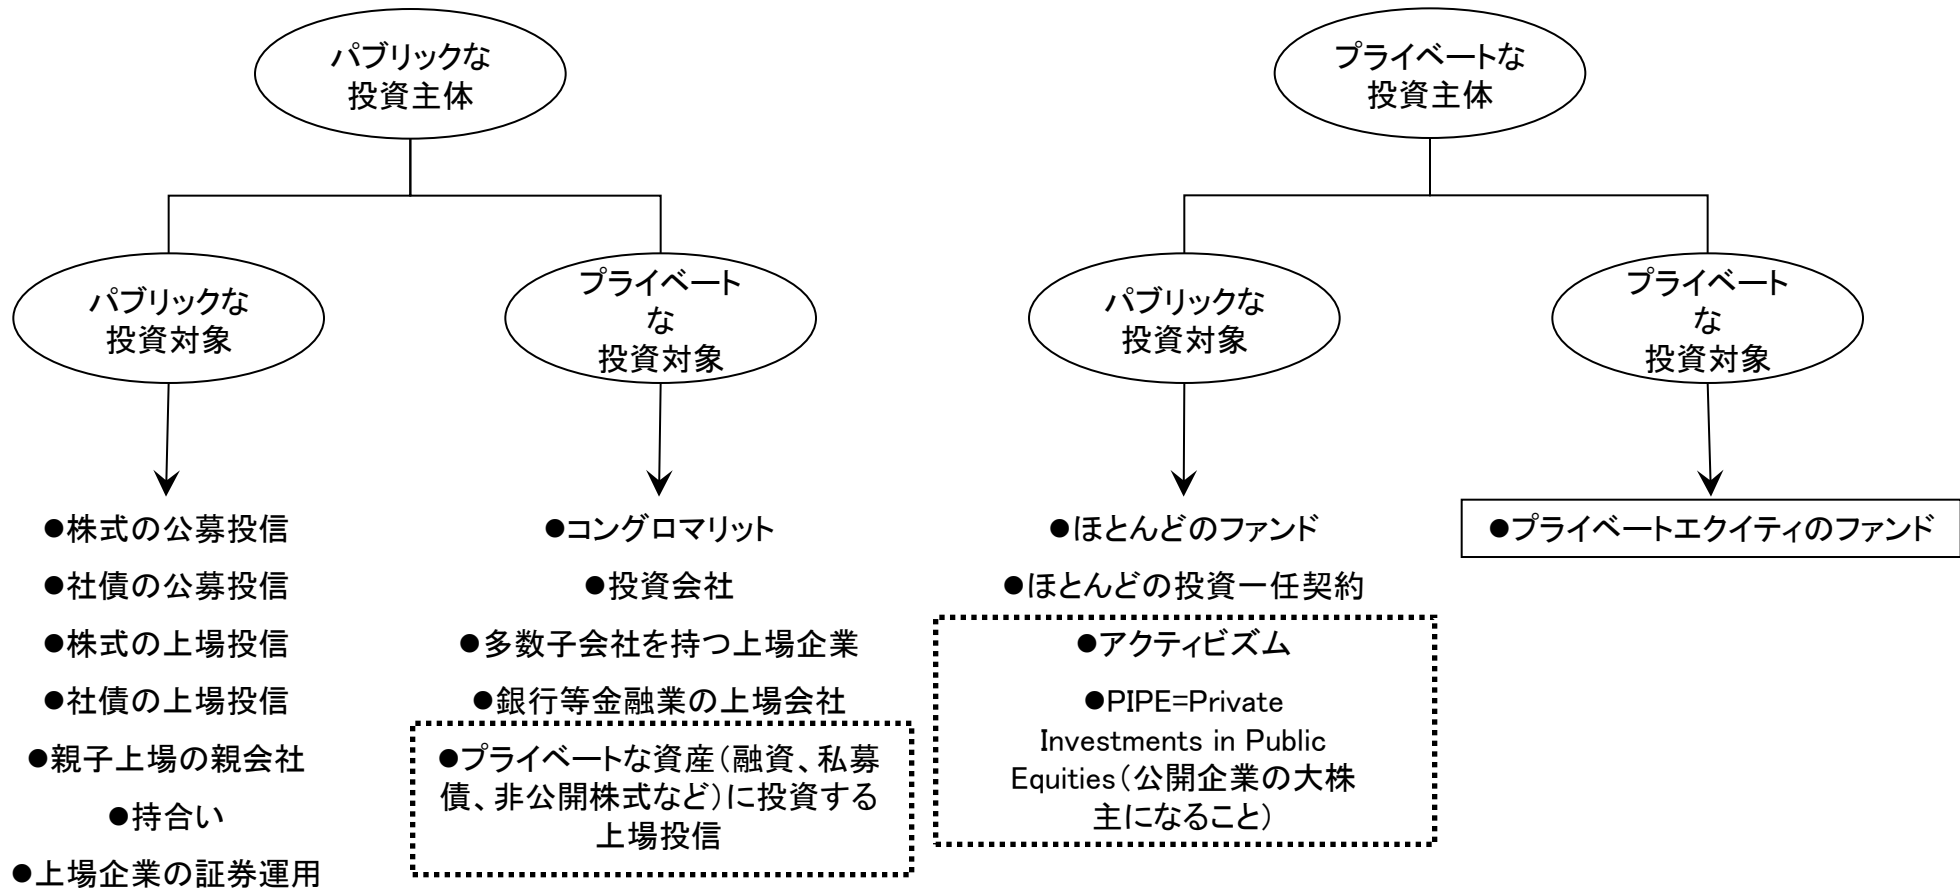 パブリックな
投資主体
プライベートな
投資主体
パブリックな
投資対象
プライベート
な
投資対象
パブリックな
投資対象
プライベート
な
投資対象
●株式の公募投信
●社債の公募投信
●株式の上場投信
●社債の上場投信
●親子上場の親会社
●持合い
●上場企業の証券運用
●コングロマリット
●投資会社
●多数子会社を持つ上場企業
●銀行等金融業の上場会社
●プライベートな資産（融資、私募
債、非公開株式など）に投資する
上場投信
●ほとんどのファンド
●ほとんどの投資一任契約
●アクティビズム
●PIPE=Private
Investments in Public
Equities（公開企業の大株
主になること）
●プライベートエクイティのファンド